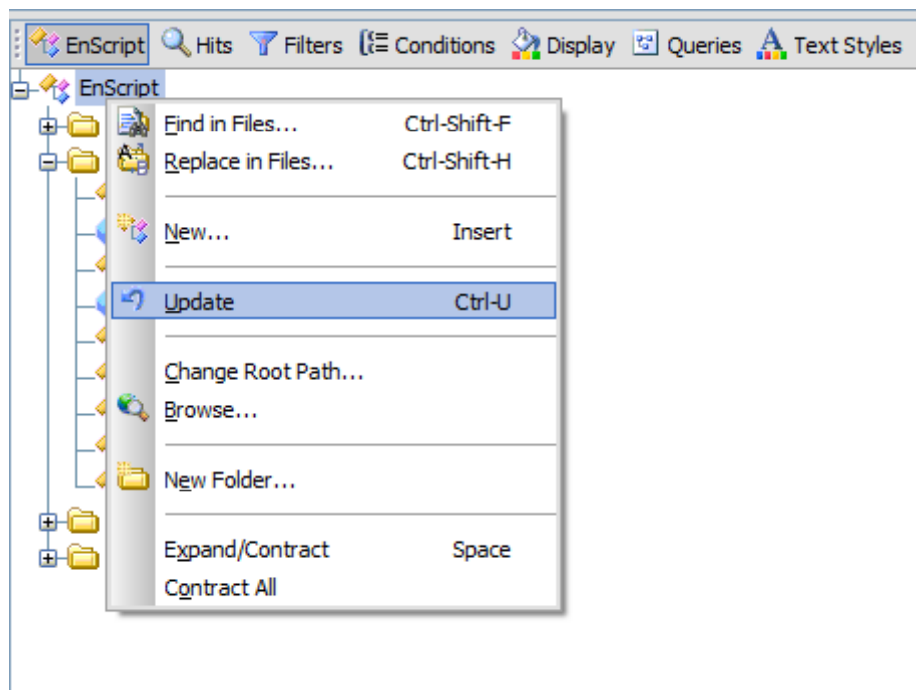 EnScript Hits Filters Conditions Display Queries Text Styles
EnScript
Find in Files... Ctrl-Shift-F
Replace in Files... Ctrl-Shift-H
New... Insert
Update Ctrl-U
Change Root Path...
Browse...
New Folder...
Expand/Contract Space
Contract All